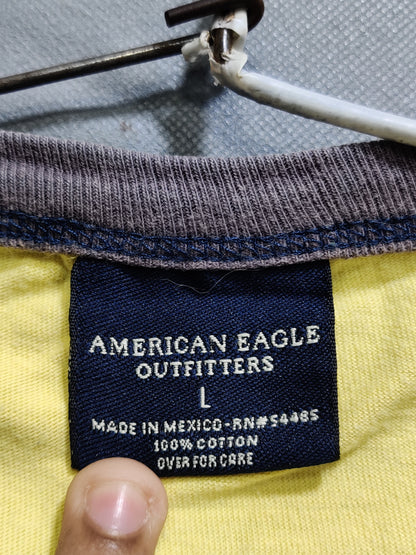 AMERICAN EAGLE
OUTFITTERS
L
MADE IN MEXICO-RN#54485
100% COTTON
OVER FOR CARE